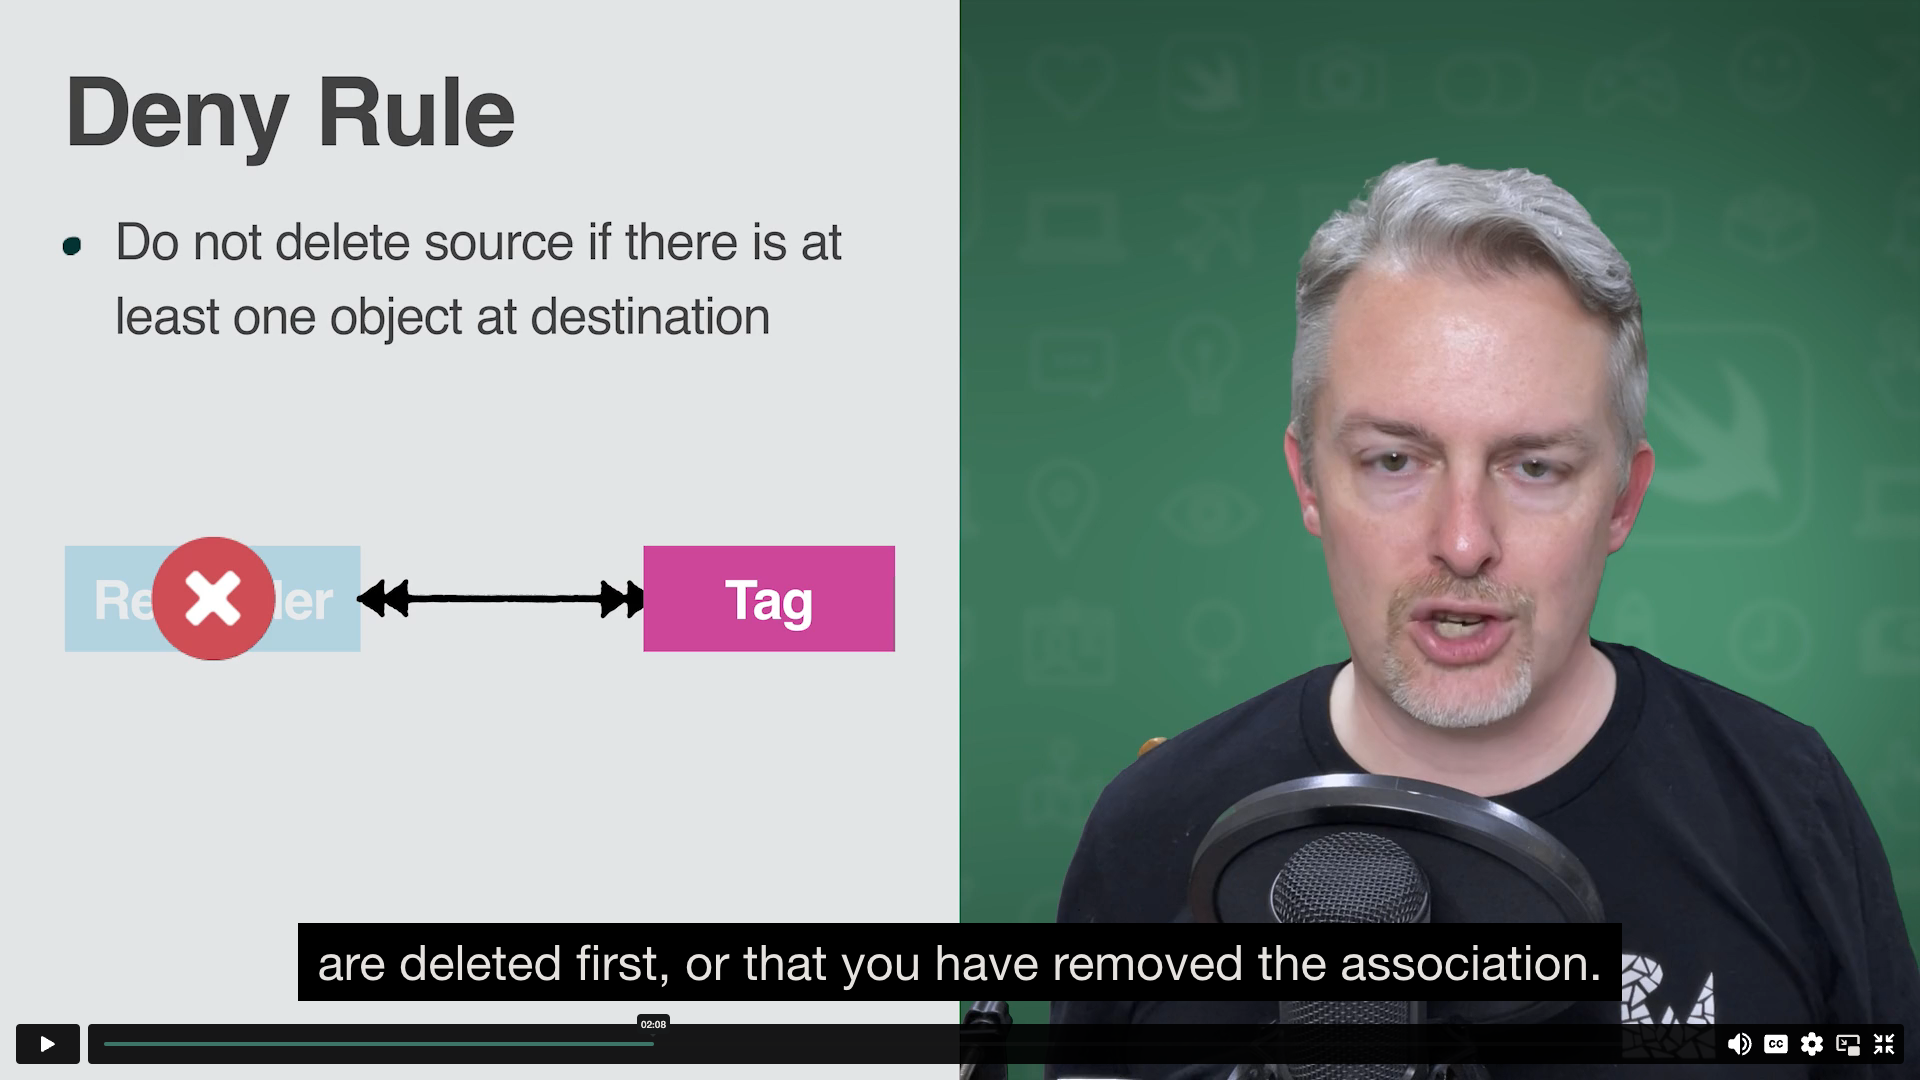 Deny Rule
Do not delete source if there is at
least one object at destination
Tag
are deleted first, or that you have removed the association.
02:08
CC